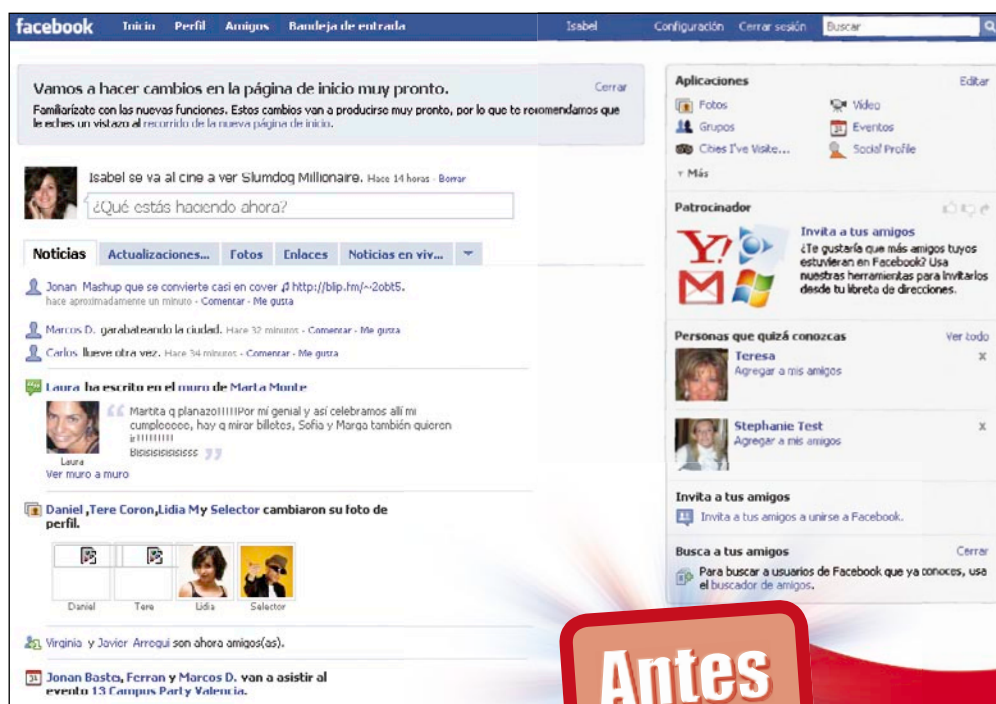 facebook Inicio Perfil Amigos Bandeja de entrada Isabel Configuración Cerrar sesión Buscar
Vamos a hacer cambios en la página de inicio muy pronto. Cerrar
Familiarízate con las nuevas funciones. Estos cambios van a producirse muy pronto, por lo que te recomendamos que
le eches un vistazo al recorrido de la nueva página de inicio.
Isabel se va al cine a ver Slumdog Millionaire. Hace 14 horas - Borrar
¿Qué estás haciendo ahora?
Noticias Actualizaciones... Fotos Enlaces Noticias en viv...
Jonan Mashup que se convierte casi en cover ♫ http://blip.fm/~2obt5.
hace aproximadamente un minuto - Comentar - Me gusta
Marcos D. garabateando la ciudad. Hace 32 minutos - Comentar - Me gusta
Carlos llueve otra vez. Hace 34 minutos - Comentar - Me gusta
Laura ha escrito en el muro de Marta Monte
Martita q planazo!!!!!Por mí genial y así celebramos allí mi
cumpleoeoo, hay q mirar billetes, Sofia y Marga también quieren
ir!!!!!!!!!
Bisisisisisisss
Laura
Ver muro a muro
Daniel ,Tere Coron,Lidia My Selector cambiaron su foto de
perfil.
Daniel Tere Lidia Selector
Virginia y Javier Arregui son ahora amigos(as).
Jonan Basto, Ferran y Marcos D. van a asistir al
evento 13 Campus Party Valencia.
Aplicaciones Editar
Fotos Vídeo
Grupos Eventos
Cities I've Visite... Social Profile
Más
Patrocinador
Y!
Invita a tus amigos
¿Te gustaría que más amigos tuyos
estuvieran en Facebook? Usa
nuestras herramientas para invitarlos
desde tu libreta de direcciones.
Personas que quizá conozcas Ver todo
Teresa x
Agregar a mis amigos
Stephanie Test x
Agregar a mis amigos
Invita a tus amigos
Invita a tus amigos a unirse a Facebook.
Busca a tus amigos Cerrar
Para buscar a usuarios de Facebook que ya conoces, usa
el buscador de amigos.
Antes